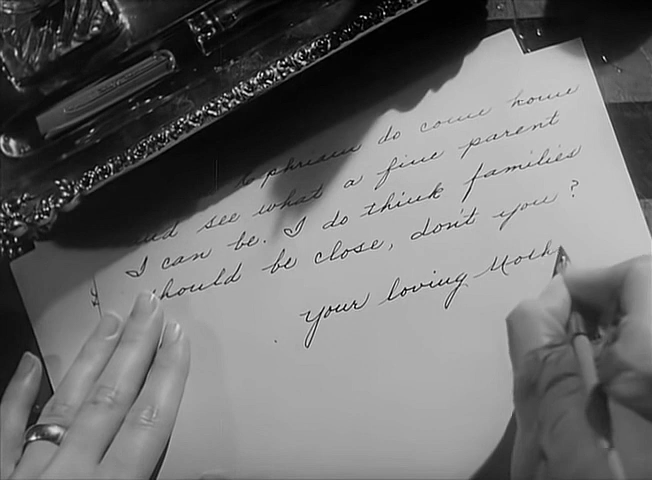 Ephriam do come home
and see what a fine parent
I can be. I do think families
should be close, don't you?
Your loving Moth